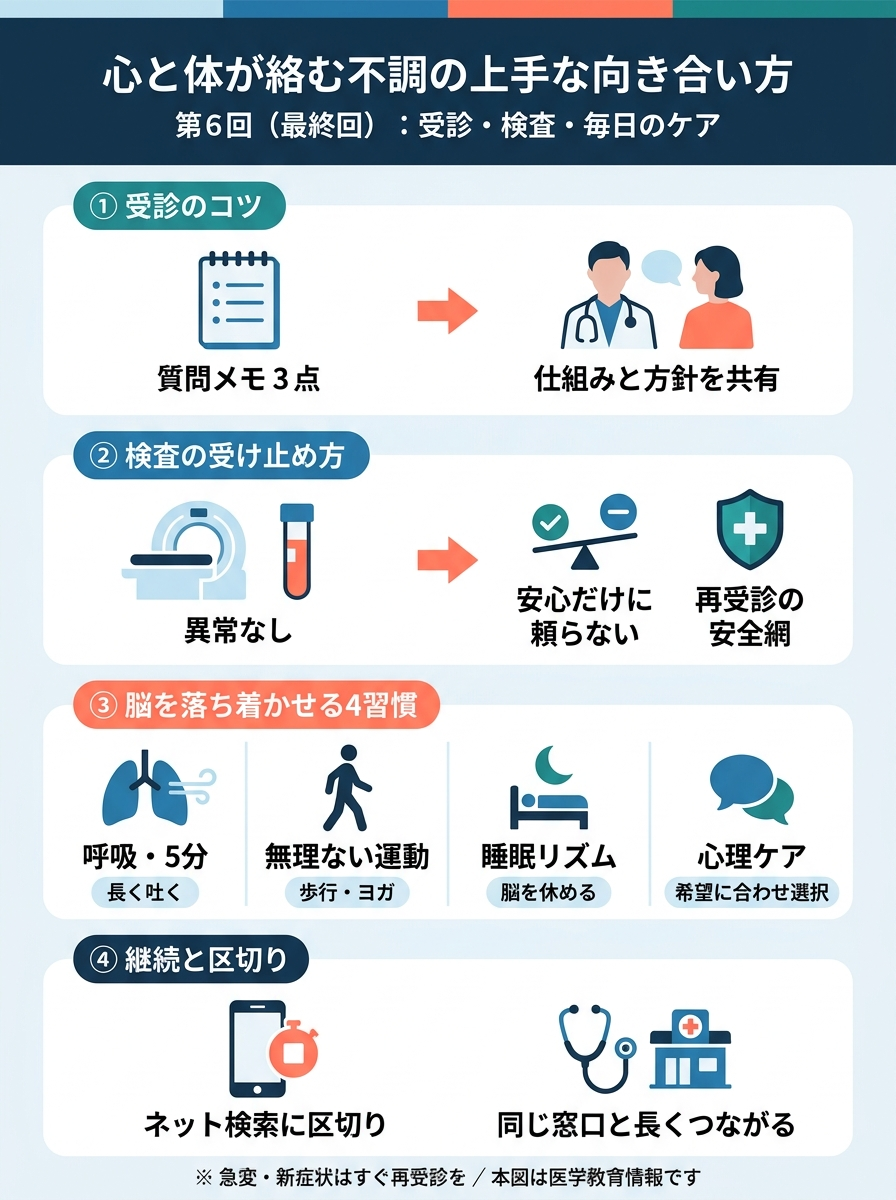 心と体が絡む不調の上手な向き合い方
第6回（最終回）：受診・検査・毎日のケア
① 受診のコツ
質問メモ3点
仕組みと方針を共有
② 検査の受け止め方
異常なし
安心だけに
頼らない
再受診の
安全網
③ 脳を落ち着かせる4習慣
呼吸・5分
長く吐く
無理ない運動
歩行・ヨガ
睡眠リズム
脳を休める
心理ケア
希望に合わせ選択
④ 継続と区切り
ネット検索に区切り
同じ窓口と長くつながる
※ 急変・新症状はすぐ再受診を ／ 本図は医学教育情報です